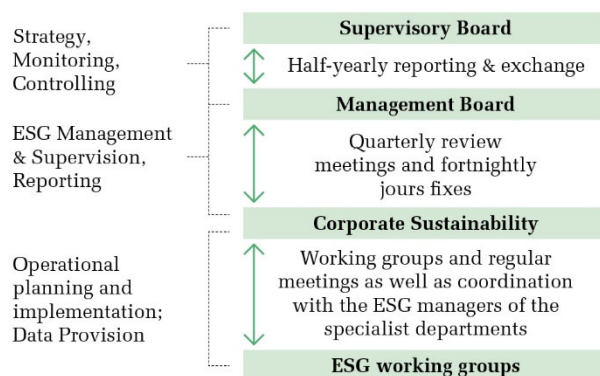 Strategy,
Monitoring,
Controlling
ESG Management
& Supervision,
Reporting
Operational
planning and
implementation;
Data Provision
Supervisory Board
Half-yearly reporting & exchange
Management Board
Quarterly review
meetings and fortnightly
jours fixes
Corporate Sustainability
Working groups and regular
meetings as well as coordination
with the ESG managers of the
specialist departments
ESG working groups